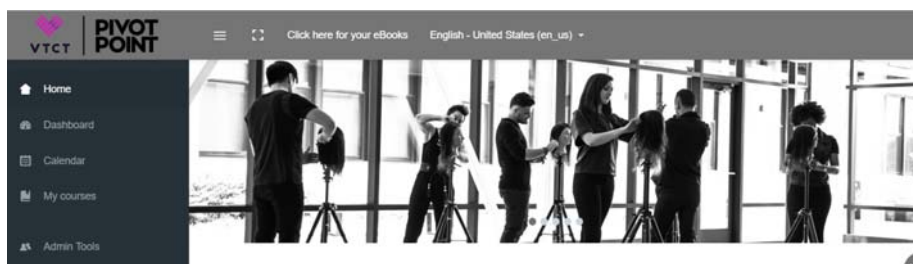 VTCT
PIVOT
POINT
Click here for your eBooks
English - United States (en_us)
Home
Dashboard
Calendar
My courses
Admin Tools